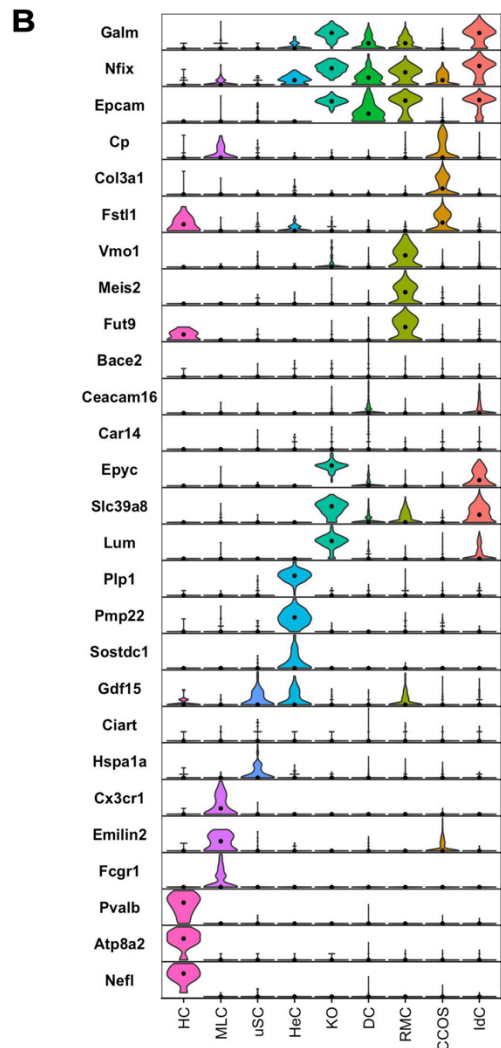 B
Galm
Nfix
Epcam
Cp
Col3a1
Fstl1
Vmo1
Meis2
Fut9
Bace2
Ceacam16
Car14
Epyc
Slc39a8
Lum
Plp1
Pmp22
Sostdc1
Gdf15
Ciart
Hspa1a
Cx3cr1
Emilin2
Fcgr1
Pvalb
Atp8a2
Nefl
HC
MLC
uSC
HeC
KO
DC
RMC
CCOS
IdC